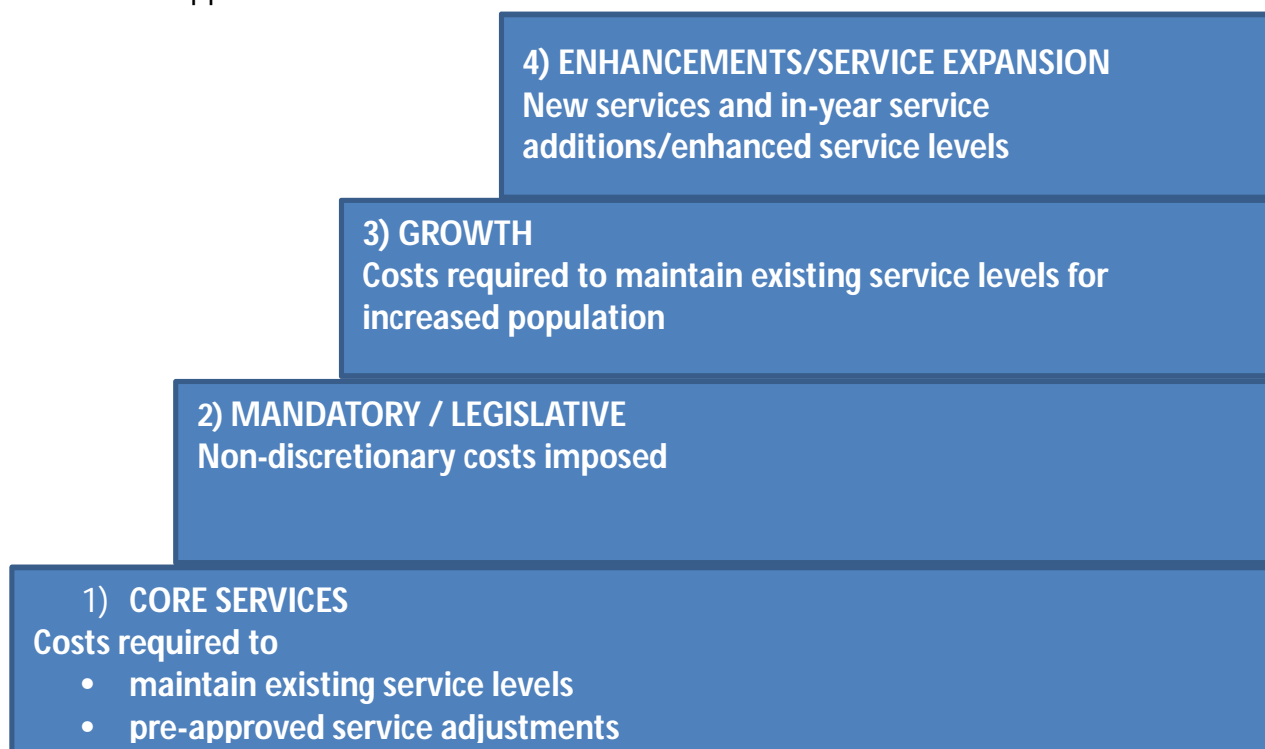 4) ENHANCEMENTS/SERVICE EXPANSION
New services and in-year service
additions/enhanced service levels
3) GROWTH
Costs required to maintain existing service levels for
increased population
2) MANDATORY / LEGISLATIVE
Non-discretionary costs imposed
1) CORE SERVICES
Costs required to
• maintain existing service levels
• pre-approved service adjustments